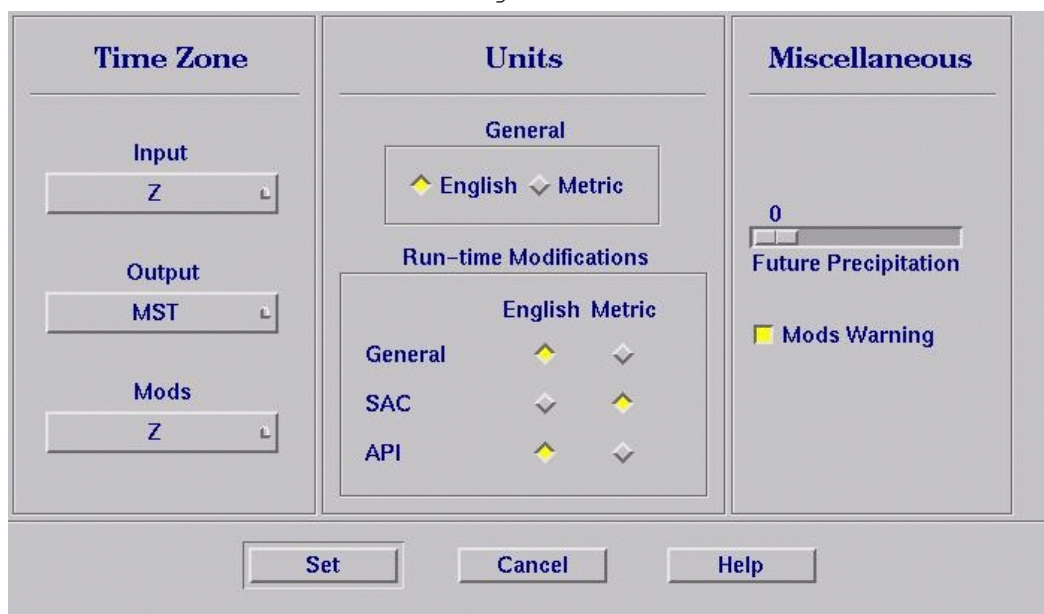 Time Zone
Input
Z
Output
MST
Mods
Z
Units
General
English Metric
Run-time Modifications
English Metric
General
SAC
API
Miscellaneous
0
Future Precipitation
Mods Warning
Set Cancel Help